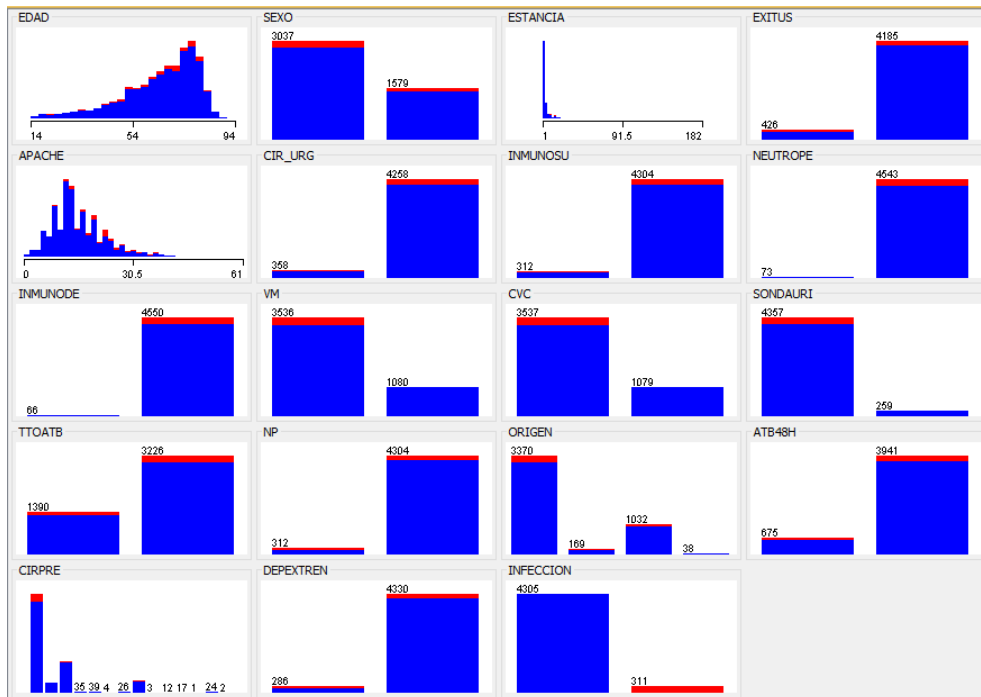 EDAD SEXO ESTANCIA EXITUS
3037 4185
1579
426
14 54 94 1 91.5 182
APACHE CIR_URG INMUNOSU NEUTROPE
4258 4304 4543
358 312 73
0 30.5 61
INMUNODE VM CVC SONDAURI
4550 3536 3537 4357
1080 1079
66 259
TTOATB NP ORIGEN ATB48H
3226 4304 3370 3941
1390 1032
312 169 38 675
CIRPRE DEPEXTREN INFECCION
4330 4305
35 39 4 26 3 12 17 1 24 2 286 311